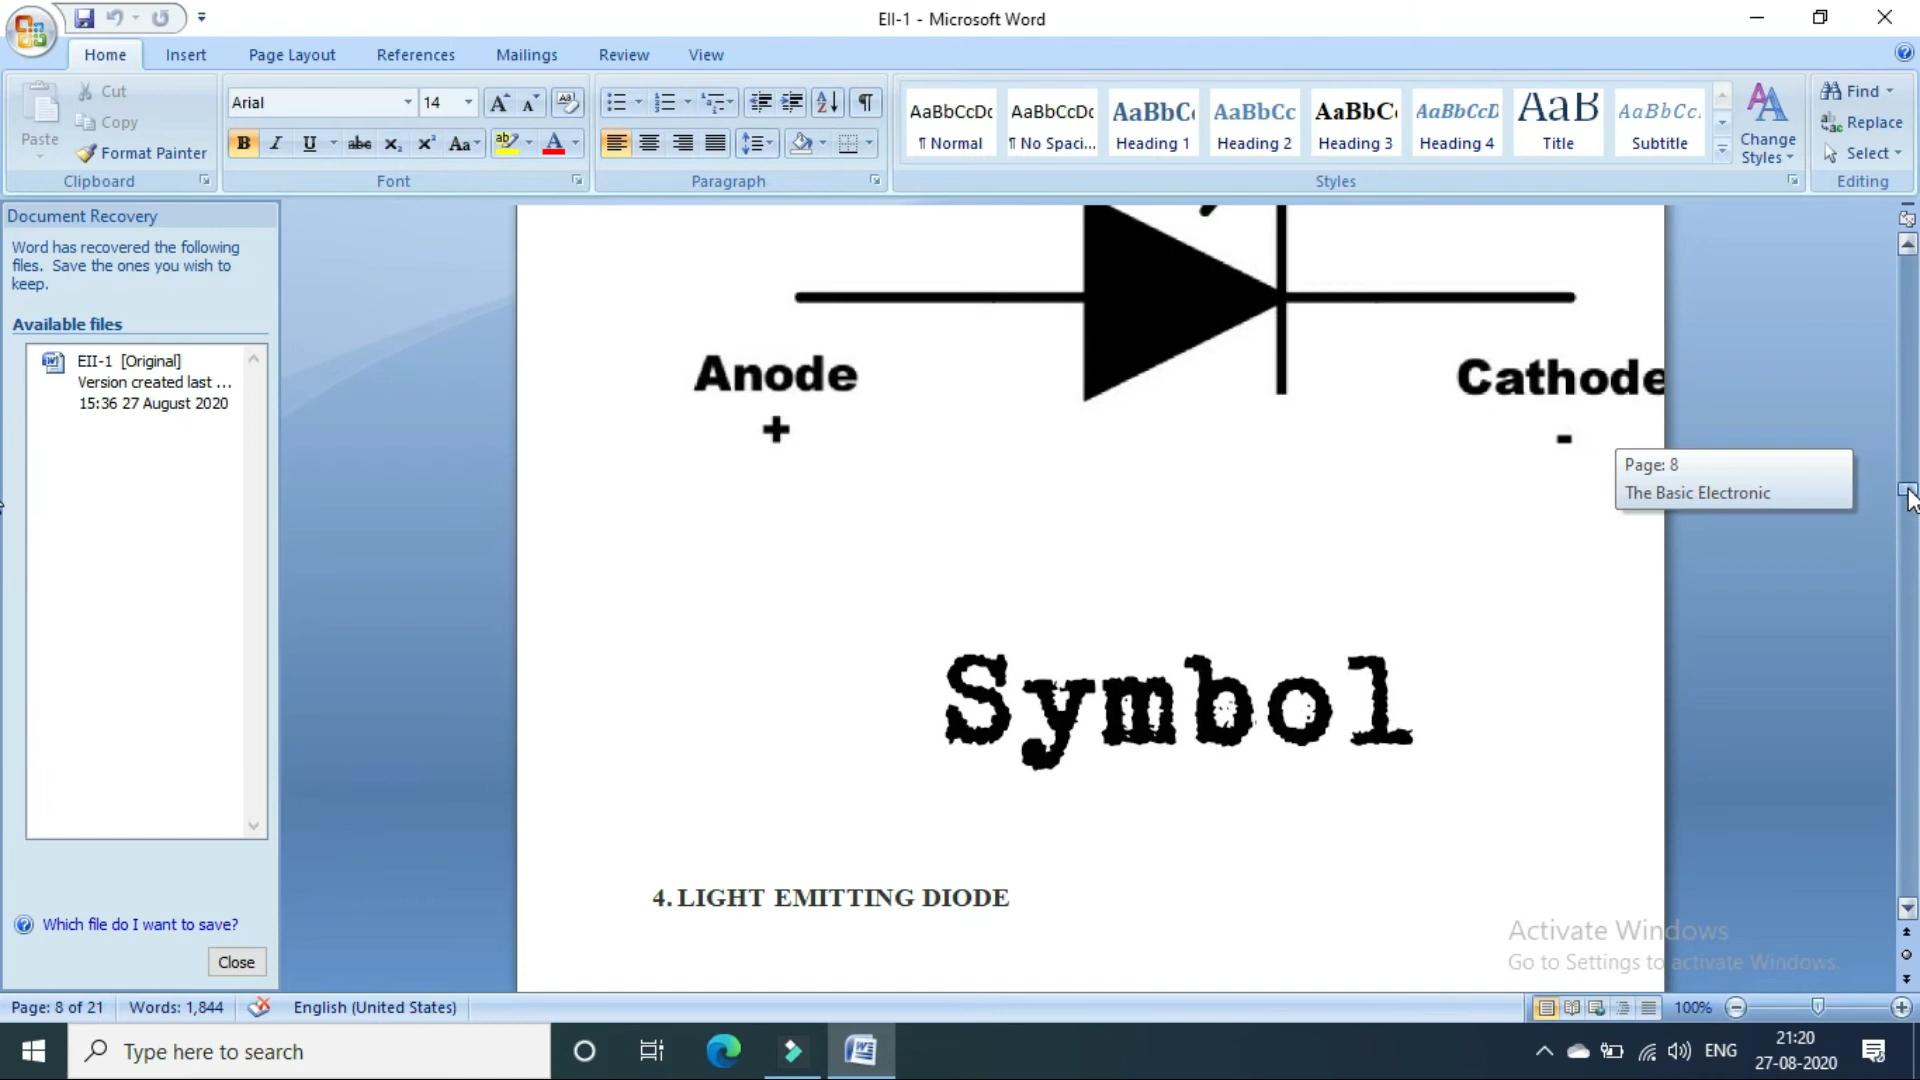 EII-1 - Microsoft Word
Home Insert Page Layout References Mailings Review View
Paste
Cut
Copy
Format Painter
Clipboard
Arial 14
Font
Paragraph
AaBbCcDc
¶ Normal
AaBbCcDc
¶ No Spaci...
AaBbC
Heading 1
AaBbCc
Heading 2
AaBbC
Heading 3
AaBbCcD
Heading 4
AaB
Title
AaBbCc.
Subtitle
Change
Styles
Styles
Find
Replace
Select
Editing
Document Recovery
Word has recovered the following
files. Save the ones you wish to
keep.
Available files
EII-1 [Original]
Version created last ...
15:36 27 August 2020
Which file do I want to save?
Close
Anode
+
Cathode
-
Page: 8
The Basic Electronic
Symbol
4. LIGHT EMITTING DIODE
Activate Windows
Go to Settings to activate Windows.
Page: 8 of 21 Words: 1,844 English (United States) 100%
Type here to search
ENG
21:20
27-08-2020